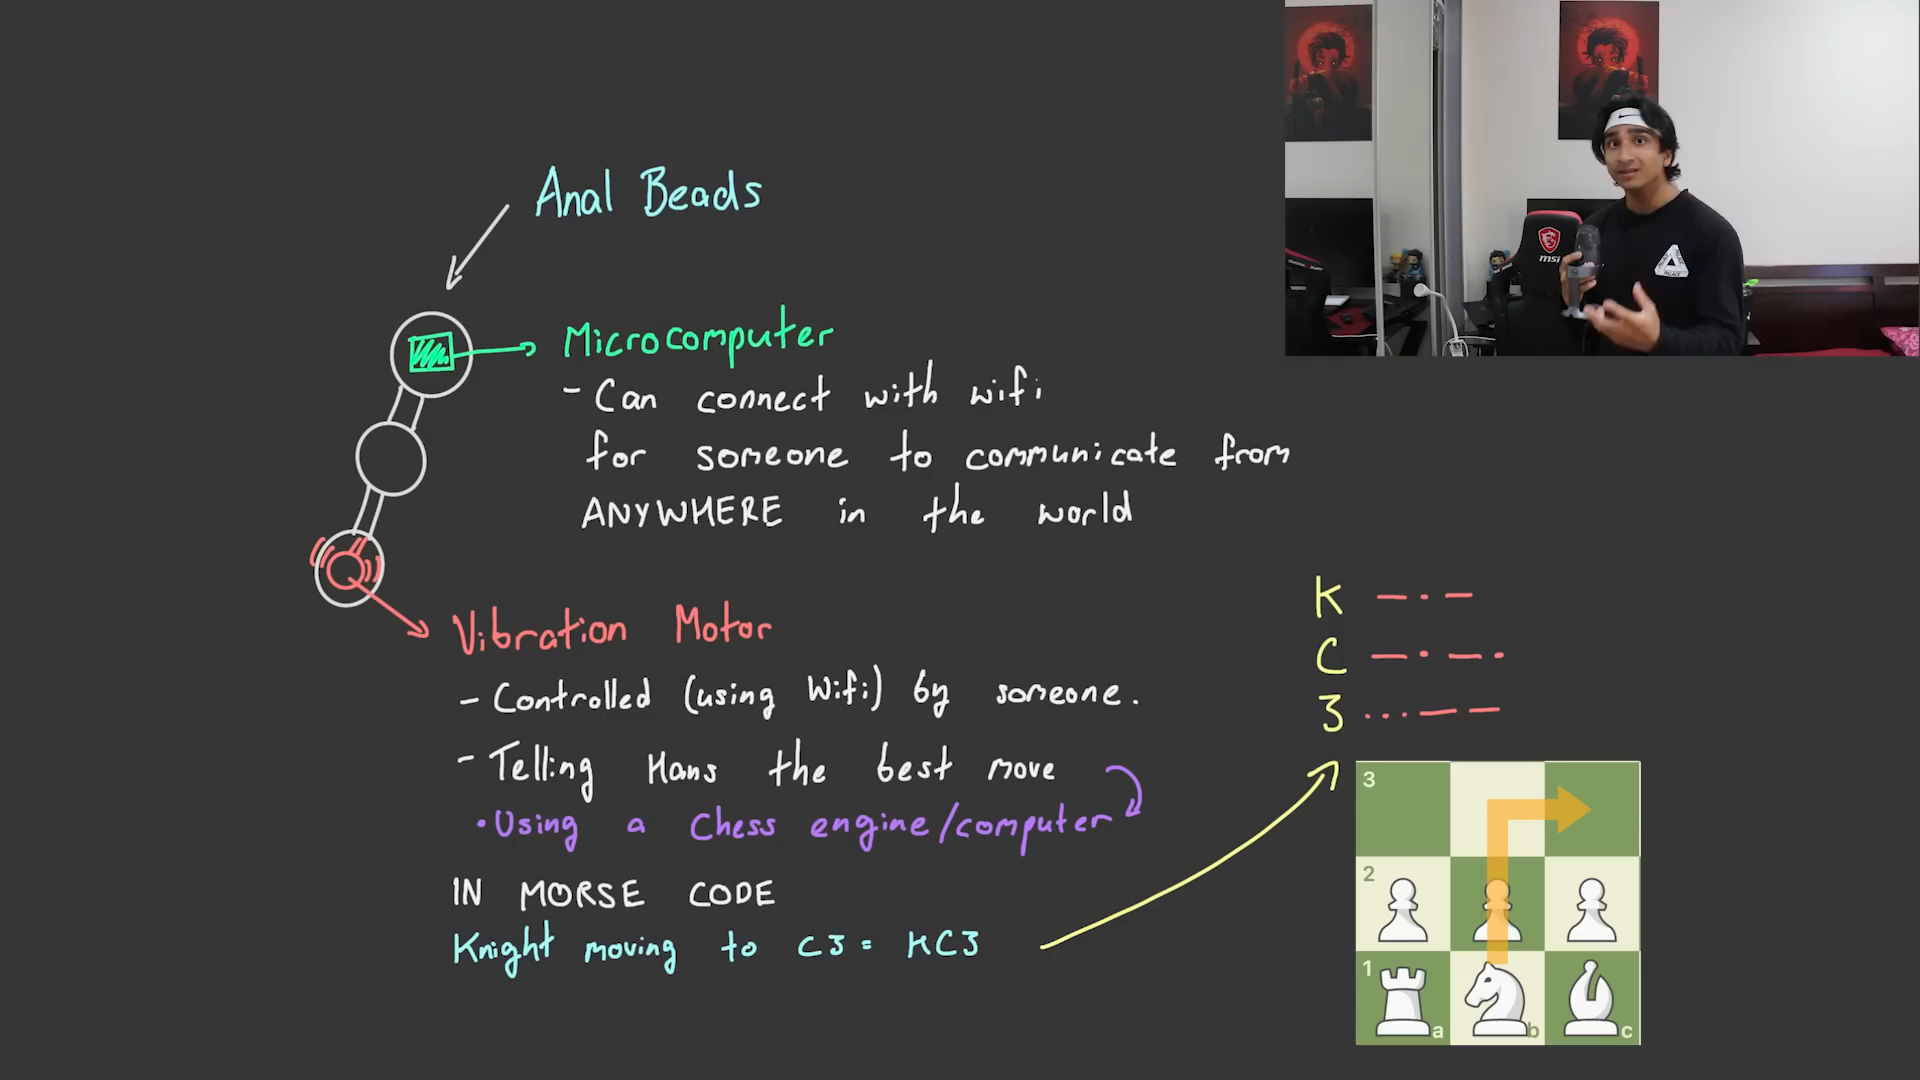 Anal Beads
Microcomputer
- Can connect with wifi
for someone to communicate from
ANYWHERE in the world
Vibration Motor
- Controlled (using Wifi) by someone.
- Telling Hans the best move
• Using a Chess engine/computer
IN MORSE CODE
Knight moving to C3 = KC3
K — · —
C — · — ·
3 ... — —
3
2
1
a b c
msi
PALACE